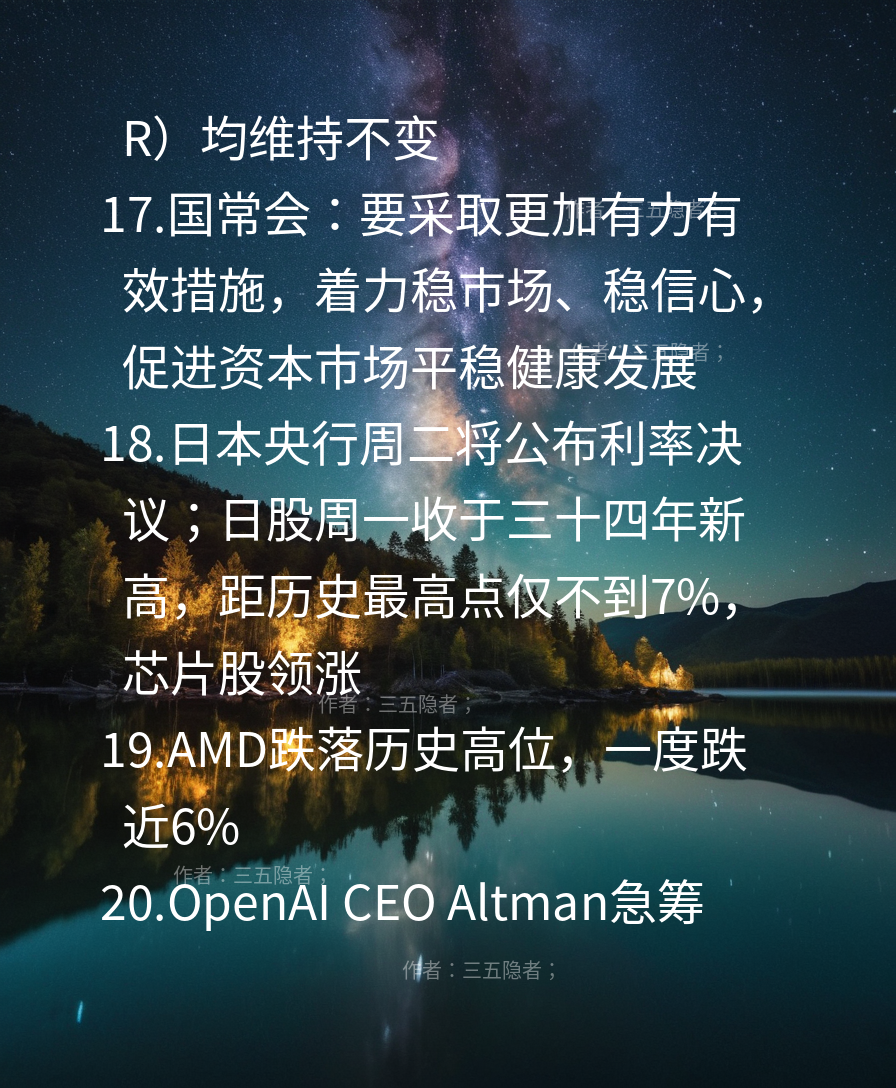 R）均维持不变
17.国常会：要采取更加有力有
作者：三五隐者；
效措施，着力稳市场、稳信心，
作者：三五隐者；
促进资本市场平稳健康发展
18.日本央行周二将公布利率决
议；日股周一收于三十四年新
高，距历史最高点仅不到7%，
芯片股领涨
作者：三五隐者；
19.AMD跌落历史高位，一度跌
近6%
作者：三五隐者；
20.OpenAI CEO Altman急筹
作者：三五隐者；